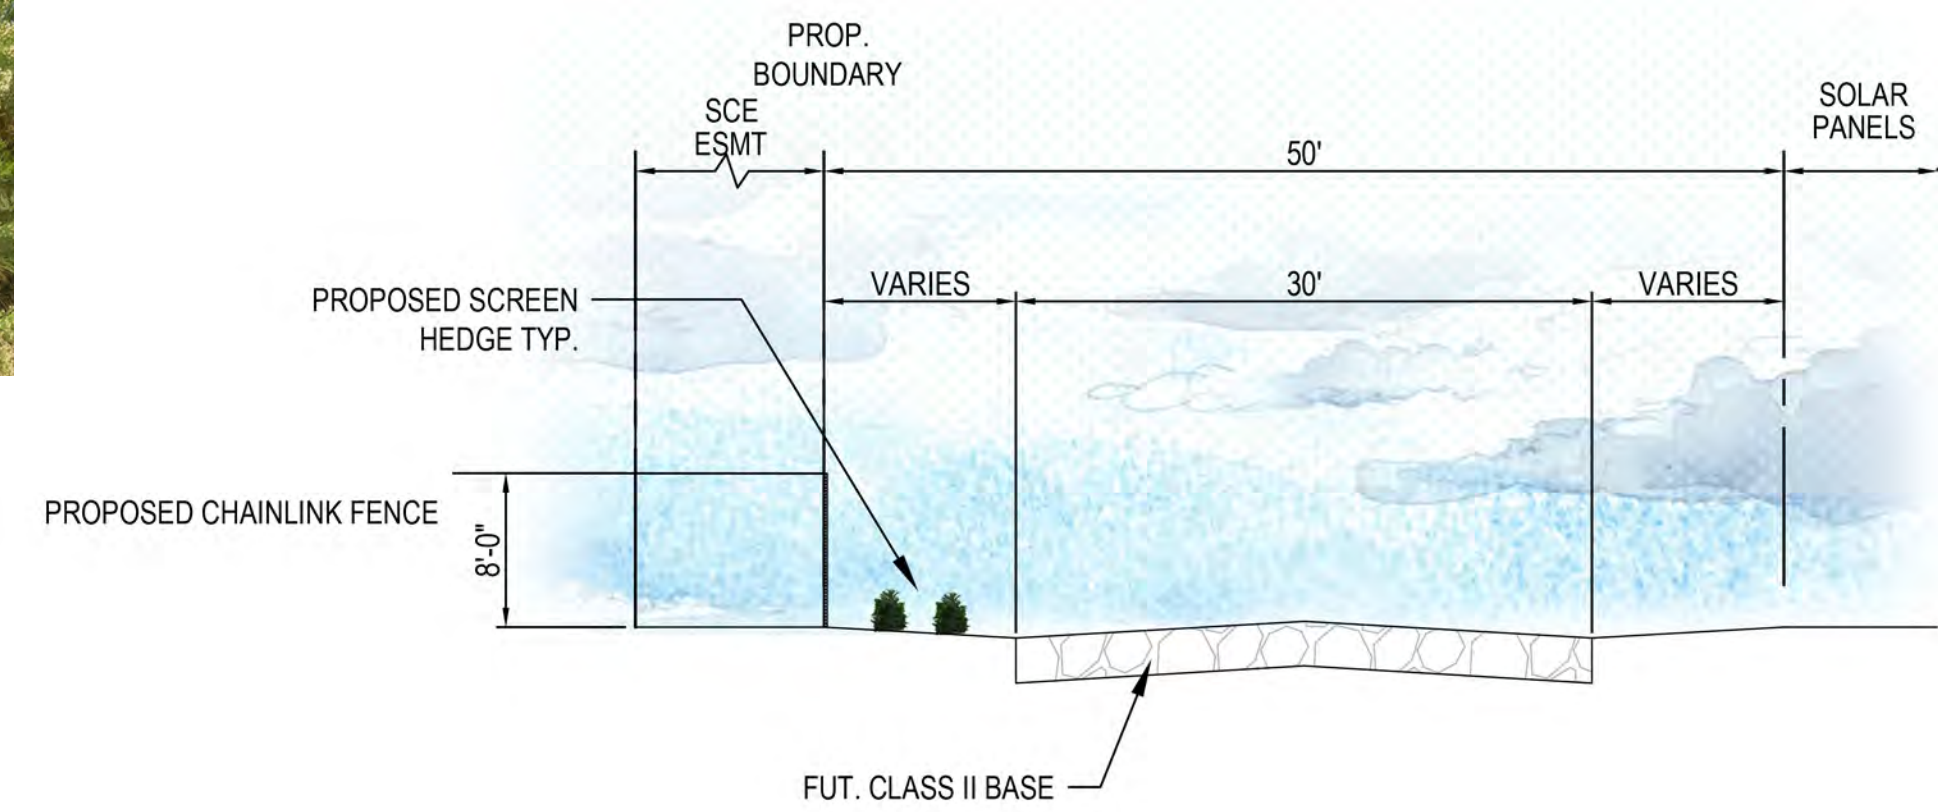 PROP.
BOUNDARY
SCE
ESMT
SOLAR
PANELS
50'
VARIES
30'
VARIES
PROPOSED SCREEN
HEDGE TYP.
PROPOSED CHAINLINK FENCE
8'-0"
FUT. CLASS II BASE